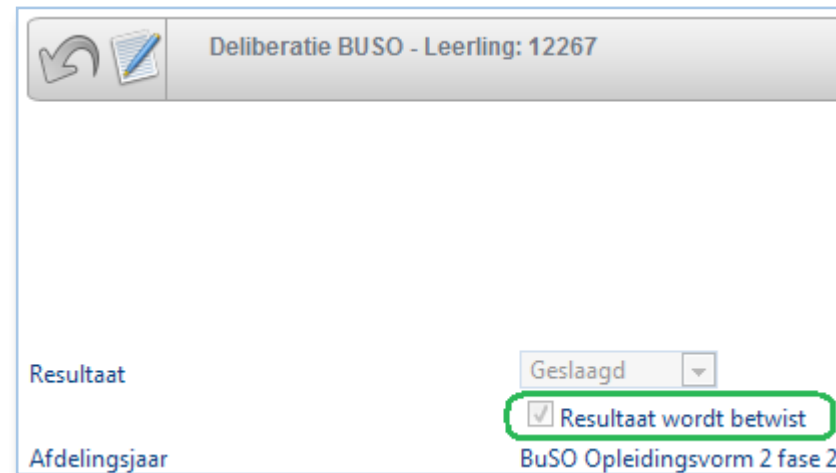 Deliberatie BUSO - Leerling: 12267
Resultaat
Geslaagd
Resultaat wordt betwist
Afdelingsjaar
BuSO Opleidingsvorm 2 fase 2